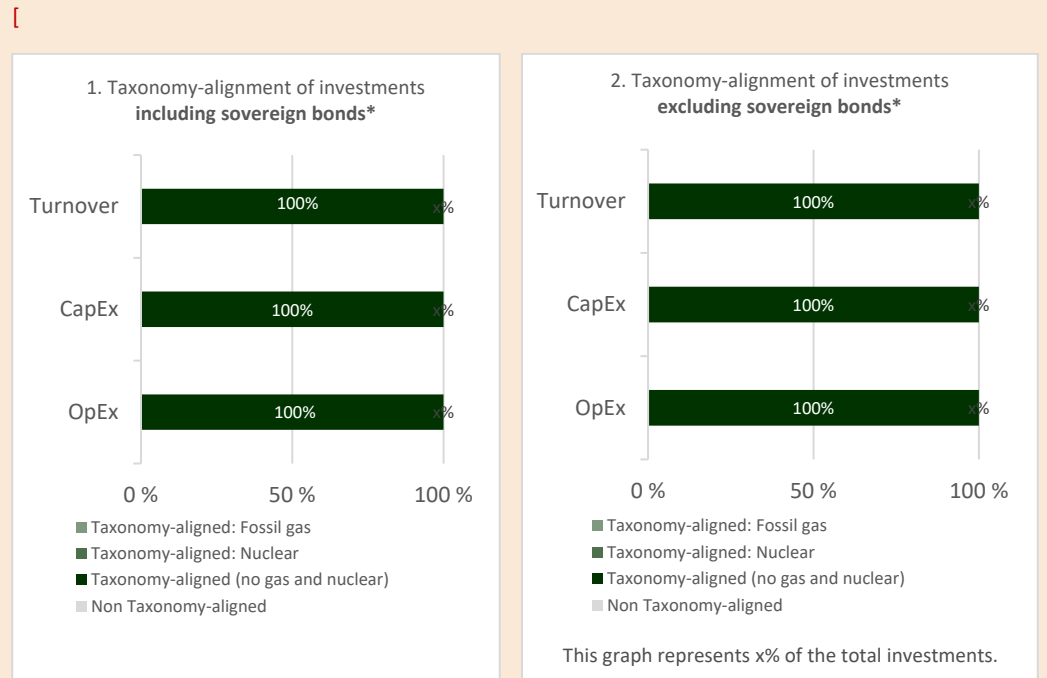 [
1. Taxonomy-alignment of investments
including sovereign bonds*
Turnover
100%
x%
CapEx
100%
x%
OpEx
100%
x%
0 %
50 %
100 %
Taxonomy-aligned: Fossil gas
Taxonomy-aligned: Nuclear
Taxonomy-aligned (no gas and nuclear)
Non Taxonomy-aligned
2. Taxonomy-alignment of investments
excluding sovereign bonds*
Turnover
100%
x%
CapEx
100%
x%
OpEx
100%
x%
0 %
50 %
100 %
Taxonomy-aligned: Fossil gas
Taxonomy-aligned: Nuclear
Taxonomy-aligned (no gas and nuclear)
Non Taxonomy-aligned
This graph represents x% of the total investments.